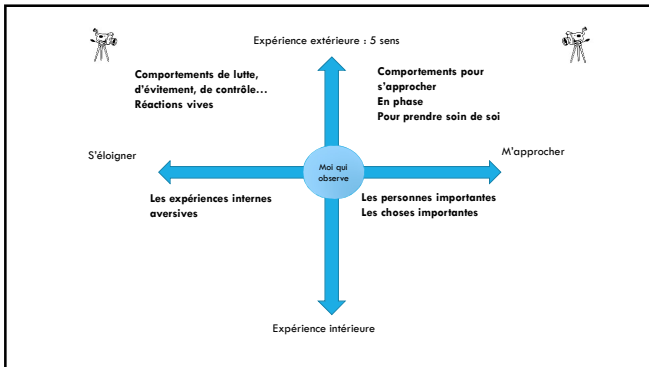 Expérience extérieure : 5 sens
Comportements de lutte,
d'évitement, de contrôle...
Réactions vives
Comportements pour
s'approcher
En phase
Pour prendre soin de soi
S'éloigner
Moi qui
observe
M'approcher
Les expériences internes
aversives
Les personnes importantes
Les choses importantes
Expérience intérieure